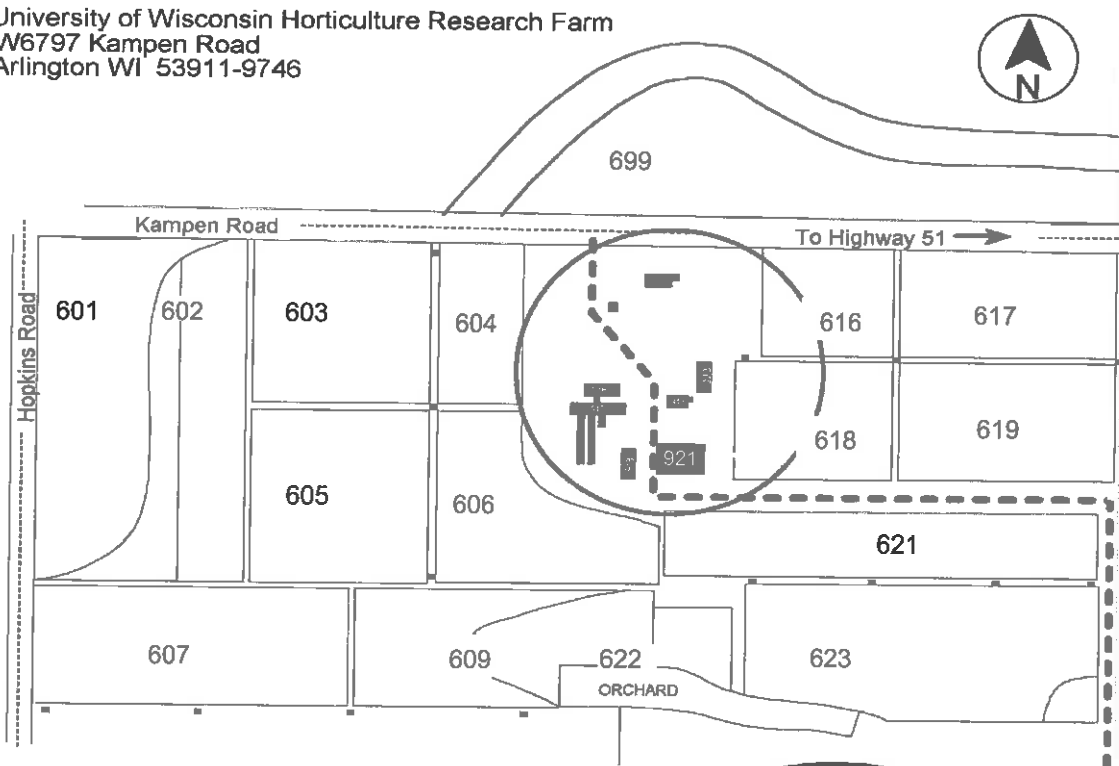 University of Wisconsin Horticulture Research Farm
W6797 Kampen Road
Arlington WI 53911-9746
N
699
Kampen Road
To Highway 51
Hopkins Road
601
602
603
604
616
617
605
606
618
619
921
621
607
609
622
623
ORCHARD